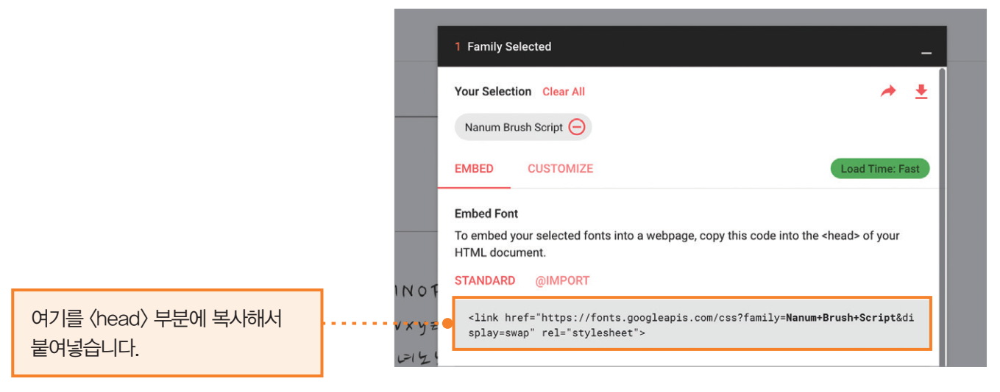 1 Family Selected
Your Selection Clear All
Nanum Brush Script
EMBED CUSTOMIZE Load Time: Fast
Embed Font
To embed your selected fonts into a webpage, copy this code into the <head> of your
HTML document.
STANDARD @IMPORT
<link href="https://fonts.googleapis.com/css?family=Nanum+Brush+Script&di
splay=swap" rel="stylesheet">
여기를 〈head〉 부분에 복사해서
붙여넣습니다.